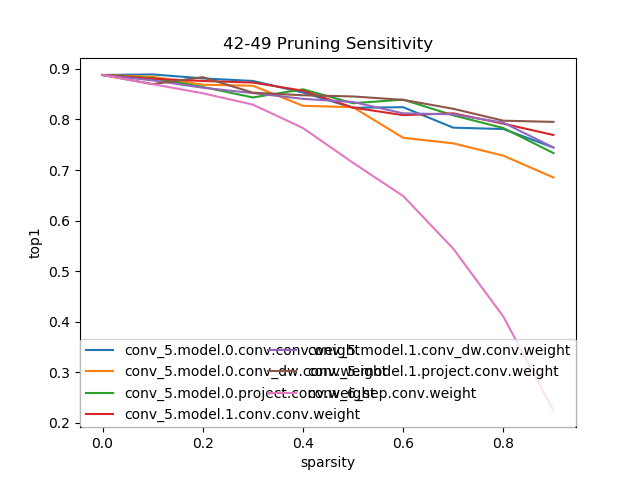 42-49 Pruning Sensitivity
0.9
0.8
0.7
0.6
0.5
0.4
0.3
0.2
top1
conv_5.model.0.conv.conv.weight
conv_5.model.0.conv_dw.conv.weight
conv_5.model.0.project.conv.weight
conv_5.model.1.conv.conv.weight
conv_5.model.1.conv_dw.conv.weight
conv_5.model.1.project.conv.weight
conv_6_sep.conv.weight
0.0
0.2
0.4
0.6
0.8
sparsity